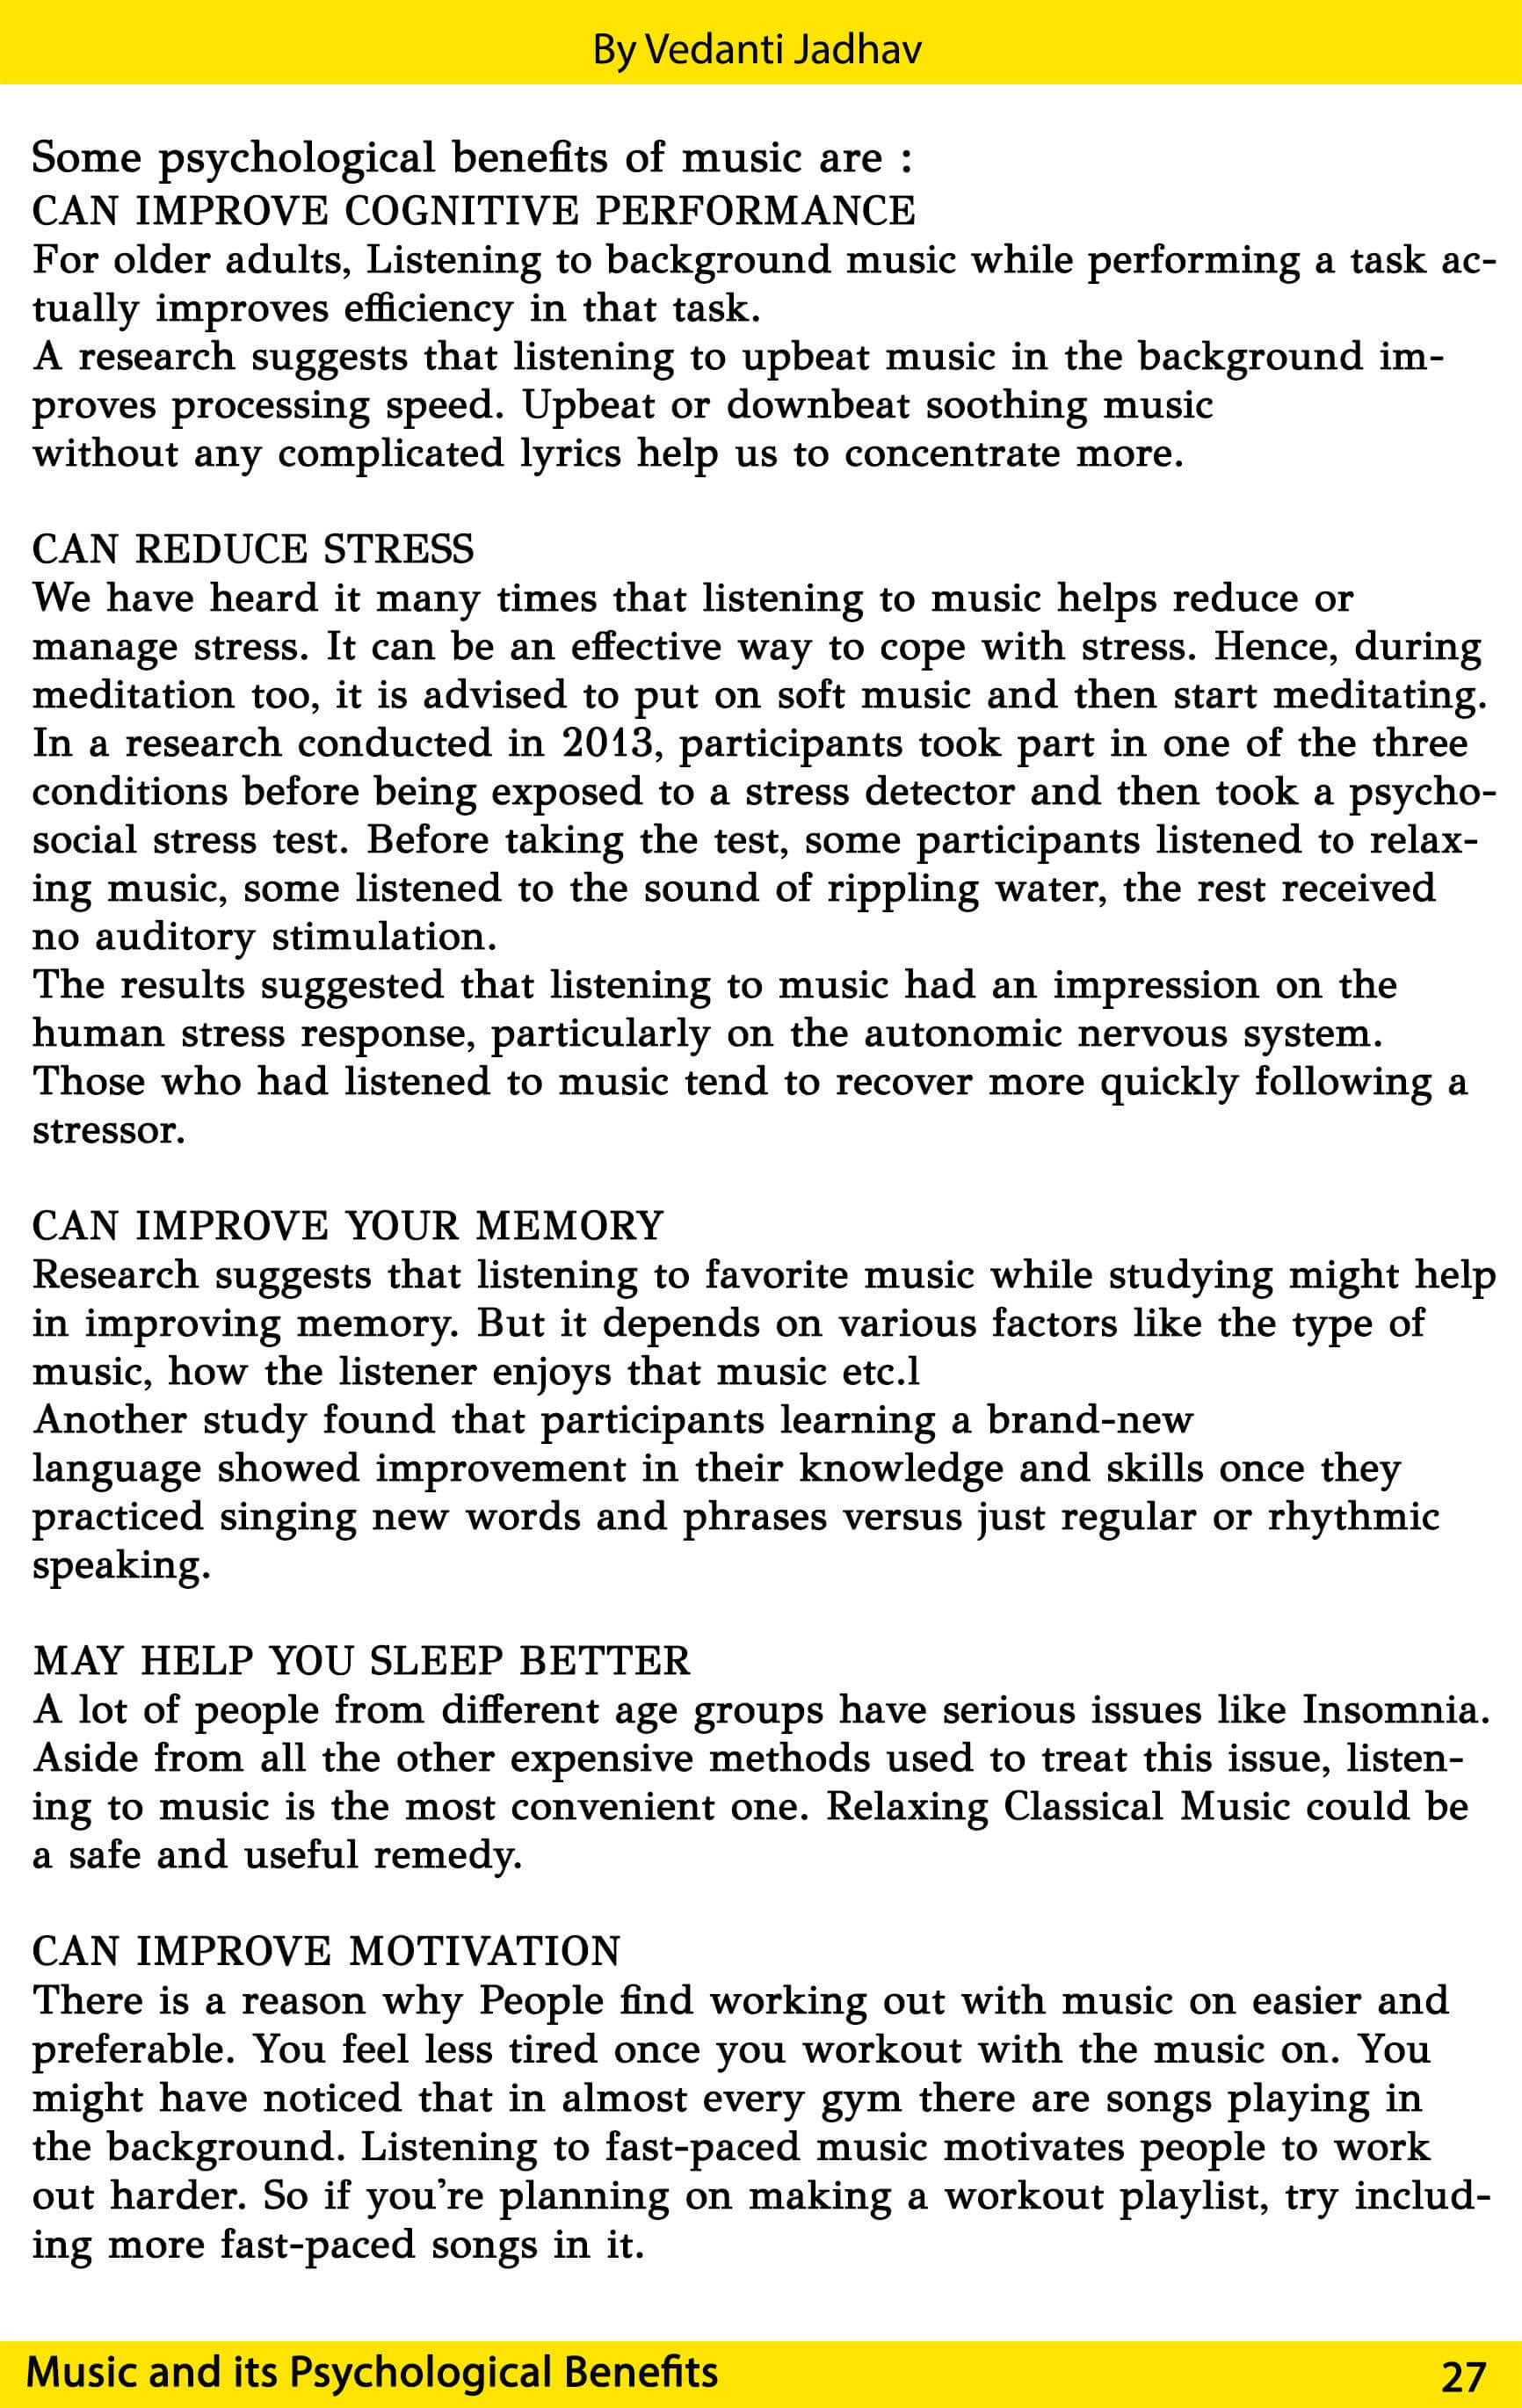 By Vedanti Jadhav
Some psychological benefits of music are :
CAN IMPROVE COGNITIVE PERFORMANCE
For older adults, Listening to background music while performing a task ac-
tually improves efficiency in that task.
A research suggests that listening to upbeat music in the background im-
proves processing speed. Upbeat or downbeat soothing music
without any complicated lyrics help us to concentrate more.
CAN REDUCE STRESS
We have heard it many times that listening to music helps reduce or
manage stress. It can be an effective way to cope with stress. Hence, during
meditation too, it is advised to put on soft music and then start meditating.
In a research conducted in 2013, participants took part in one of the three
conditions before being exposed to a stress detector and then took a psycho-
social stress test. Before taking the test, some participants listened to relax-
ing music, some listened to the sound of rippling water, the rest received
no auditory stimulation.
The results suggested that listening to music had an impression on the
human stress response, particularly on the autonomic nervous system.
Those who had listened to music tend to recover more quickly following a
stressor.
CAN IMPROVE YOUR MEMORY
Research suggests that listening to favorite music while studying might help
in improving memory. But it depends on various factors like the type of
music, how the listener enjoys that music etc.l
Another study found that participants learning a brand-new
language showed improvement in their knowledge and skills once they
practiced singing new words and phrases versus just regular or rhythmic
speaking.
MAY HELP YOU SLEEP BETTER
A lot of people from different age groups have serious issues like Insomnia.
Aside from all the other expensive methods used to treat this issue, listen-
ing to music is the most convenient one. Relaxing Classical Music could be
a safe and useful remedy.
CAN IMPROVE MOTIVATION
There is a reason why People find working out with music on easier and
preferable. You feel less tired once you workout with the music on. You
might have noticed that in almost every gym there are songs playing in
the background. Listening to fast-paced music motivates people to work
out harder. So if you're planning on making a workout playlist, try includ-
ing more fast-paced songs in it.
Music and its Psychological Benefits
27